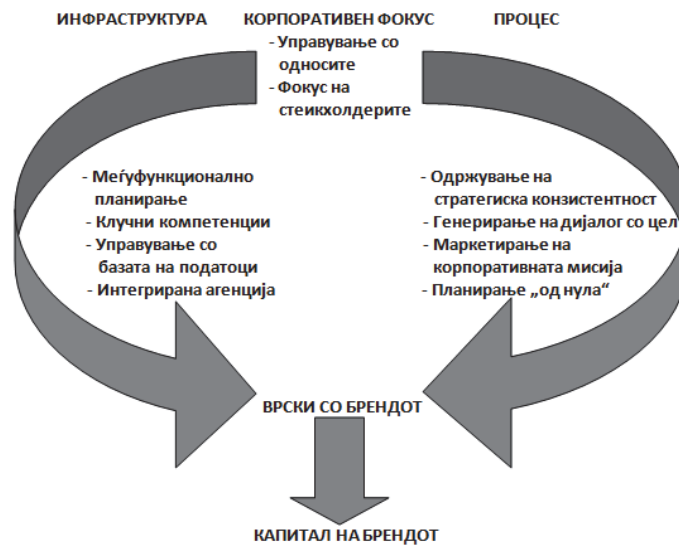 ИНФРАСТРУКТУРА КОРПОРАТИВЕН ФОКУС ПРОЦЕС
- Управување со
односите
- Фокус на
стеикхолдерите
- Меѓуфункционално
планирање
- Клучни компетенции
- Управување со
базата на податоци
- Интегрирана агенција
- Одржување на
стратегиска конзистентност
- Генерирање на дијалог со цел
- Маркетирање на
корпоративната мисија
- Планирање „од нула“
ВРСКИ СО БРЕНДОТ
КАПИТАЛ НА БРЕНДОТ